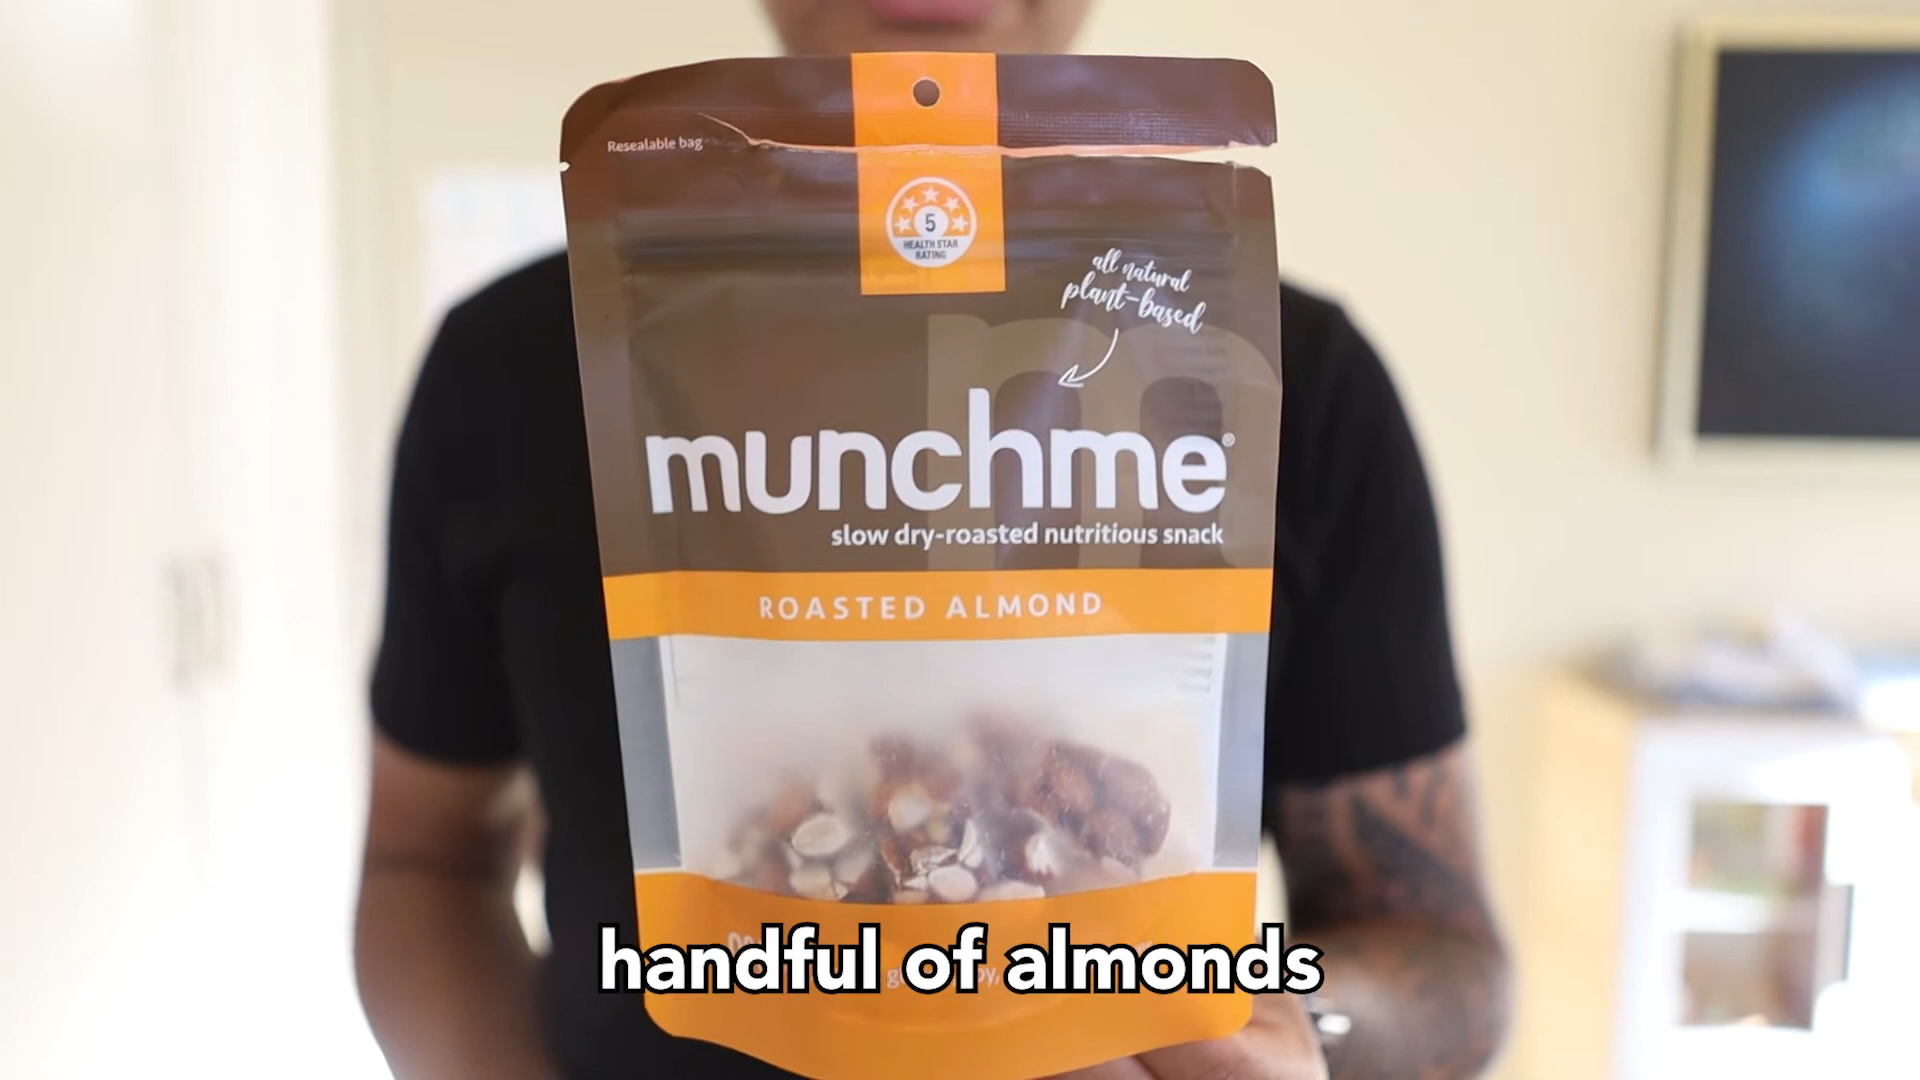 Resealable bag
5
HEALTH STAR
RATING
all natural
plant-based
munchme®
slow dry-roasted nutritious snack
ROASTED ALMOND
handful of almonds